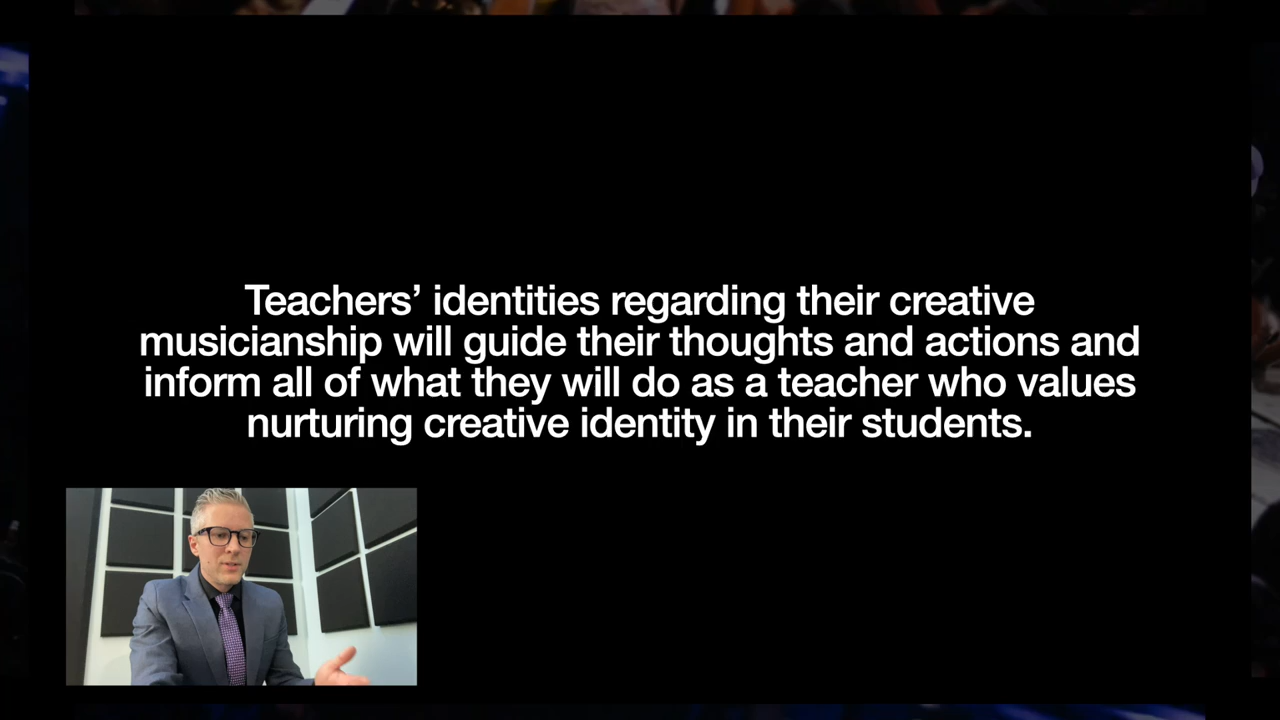 Teachers’ identities regarding their creative
musicianship will guide their thoughts and actions and
inform all of what they will do as a teacher who values
nurturing creative identity in their students.